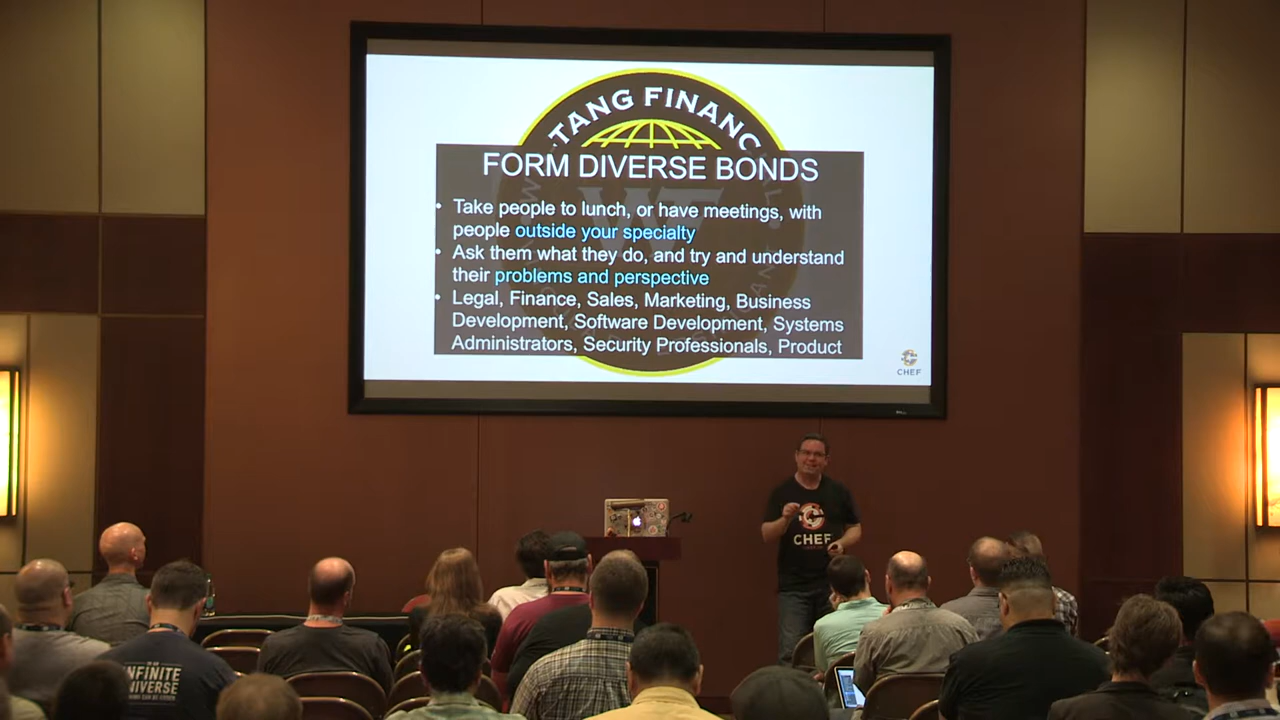 TANG FINANC
FORM DIVERSE BONDS
• Take people to lunch, or have meetings, with
people outside your specialty
• Ask them what they do, and try and understand
their problems and perspective
• Legal, Finance, Sales, Marketing, Business
Development, Software Development, Systems
Administrators, Security Professionals, Product
CHEF
CHEF
INFINITE
UNIVERSE